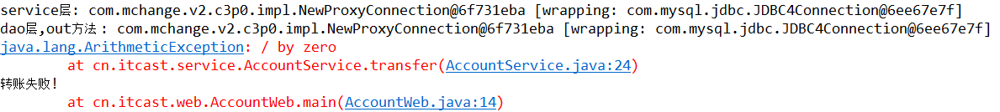 service层: com.mchange.v2.c3p0.impl.NewProxyConnection@6f731eba [wrapping: com.mysql.jdbc.JDBC4Connection@6ee67e7f]
dao层,out方法：com.mchange.v2.c3p0.impl.NewProxyConnection@6f731eba [wrapping: com.mysql.jdbc.JDBC4Connection@6ee67e7f]
java.lang.ArithmeticException: / by zero
at cn.itcast.service.AccountService.transfer(AccountService.java:24)
转账失败!
at cn.itcast.web.AccountWeb.main(AccountWeb.java:14)